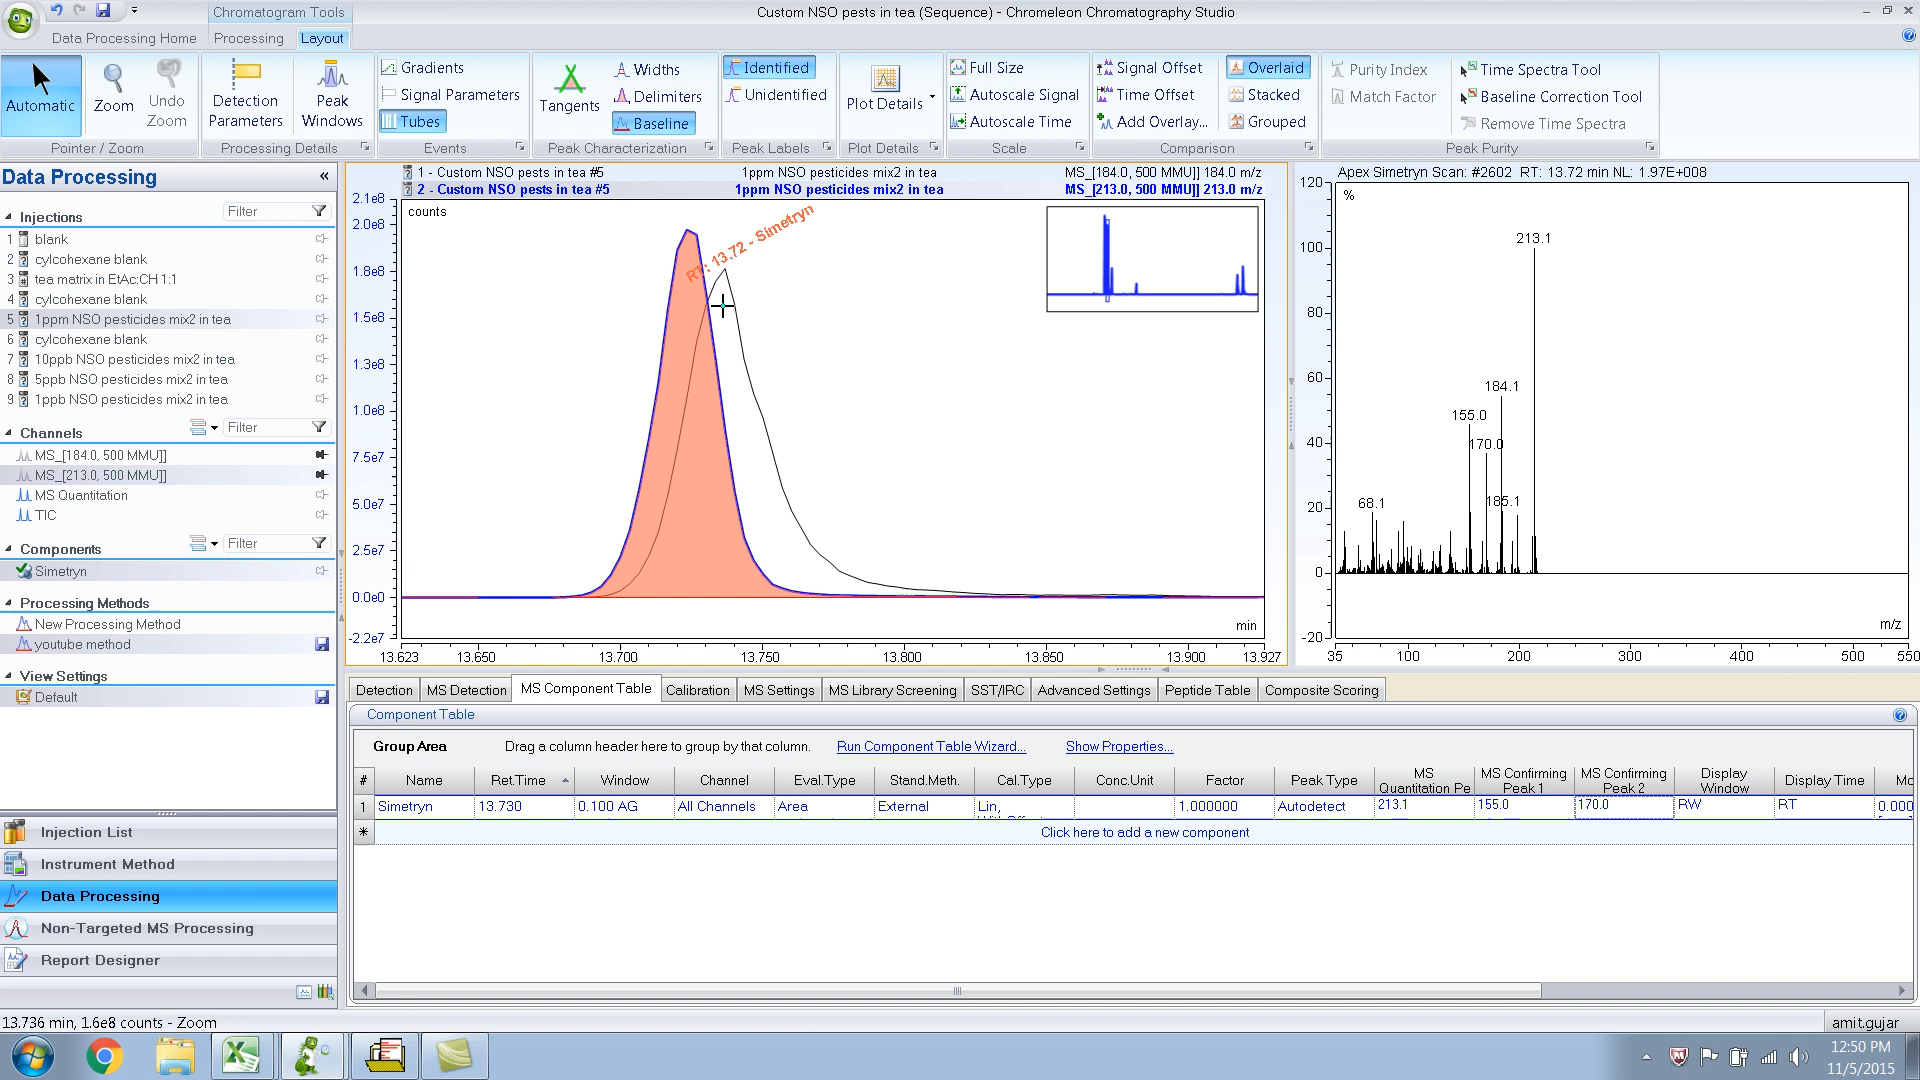 Chromatogram Tools
Custom NSO pests in tea (Sequence) - Chromeleon Chromatography Studio
Data Processing Home
Processing
Layout
Automatic
Zoom
Undo Zoom
Pointer / Zoom
Detection Parameters
Peak Windows
Processing Details
Gradients
Signal Parameters
Tubes
Events
Tangents
Widths
Delimiters
Baseline
Peak Characterization
Identified
Unidentified
Peak Labels
Plot Details
Plot Details
Full Size
Autoscale Signal
Autoscale Time
Scale
Signal Offset
Time Offset
Add Overlay...
Overlaid
Stacked
Grouped
Comparison
Purity Index
Match Factor
Time Spectra Tool
Baseline Correction Tool
Remove Time Spectra
Peak Purity
Data Processing
«
Injections
Filter
1 blank
2 cylcohexane blank
3 tea matrix in EtAc:CH 1:1
4 cylcohexane blank
5 1ppm NSO pesticides mix2 in tea
6 cylcohexane blank
7 10ppb NSO pesticides mix2 in tea
8 5ppb NSO pesticides mix2 in tea
9 1ppb NSO pesticides mix2 in tea
Channels
Filter
MS_[184.0, 500 MMU]]
MS_[213.0, 500 MMU]]
MS Quantitation
TIC
Components
Filter
Simetryn
Processing Methods
New Processing Method
youtube method
View Settings
Default
Injection List
Instrument Method
Data Processing
Non-Targeted MS Processing
Report Designer
1 - Custom NSO pests in tea #5 1ppm NSO pesticides mix2 in tea MS_[184.0, 500 MMU]] 184.0 m/z
2 - Custom NSO pests in tea #5 1ppm NSO pesticides mix2 in tea MS_[213.0, 500 MMU]] 213.0 m/z
2.1e8
2.0e8
1.8e8
1.5e8
1.3e8
1.0e8
7.5e7
5.0e7
2.5e7
0.0e0
-2.2e7
counts
RT: 13.72 - Simetryn
min
13.623 13.650 13.700 13.750 13.800 13.850 13.900 13.927
Apex Simetryn Scan: #2602 RT: 13.72 min NL: 1.97E+008
120
100
80
60
40
20
0
-20
%
213.1
184.1
155.0
170.0
185.1
68.1
m/z
35 100 200 300 400 500 550
Detection
MS Detection
MS Component Table
Calibration
MS Settings
MS Library Screening
SST/IRC
Advanced Settings
Peptide Table
Composite Scoring
Component Table
Group Area
Drag a column header here to group by that column.
Run Component Table Wizard...
Show Properties...
# Name Ret.Time Window Channel Eval.Type Stand.Meth. Cal.Type Conc.Unit Factor Peak Type MS Quantitation Pe MS Confirming Peak 1 MS Confirming Peak 2 Display Window Display Time Mc
1 Simetryn 13.730 0.100 AG All Channels Area External Lin, 1.000000 Autodetect 213.1 155.0 170.0 RW RT 0.000
Click here to add a new component
13.736 min, 1.6e8 counts - Zoom
amit.gujar
12:50 PM
11/5/2015